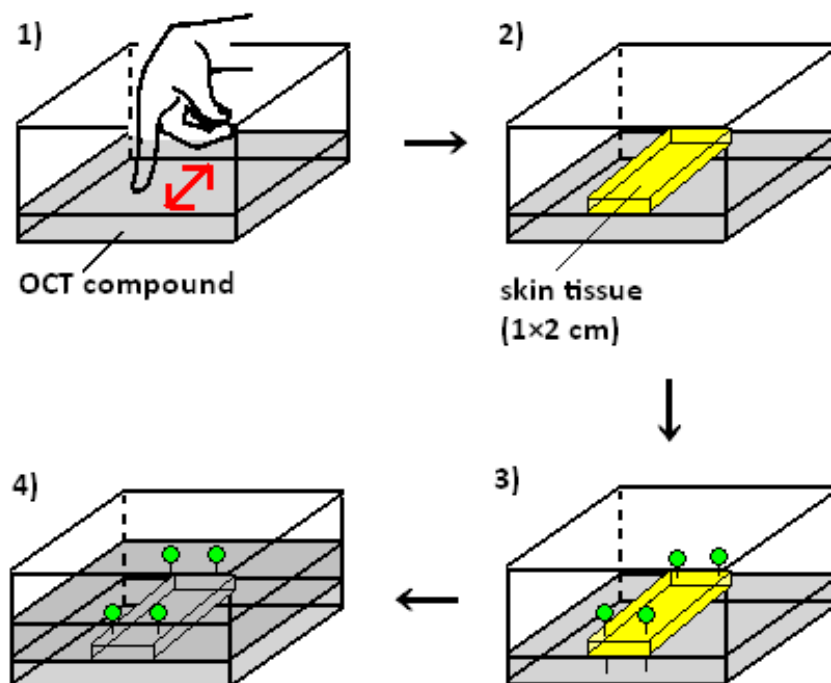 1)
2)
OCT compound
skin tissue
(1×2 cm)
4)
3)